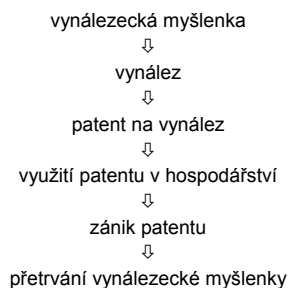 vynálezecká myšlenka
⇩
vynález
⇩
patent na vynález
⇩
využití patentu v hospodářství
⇩
zánik patentu
⇩
přetrvání vynálezecké myšlenky